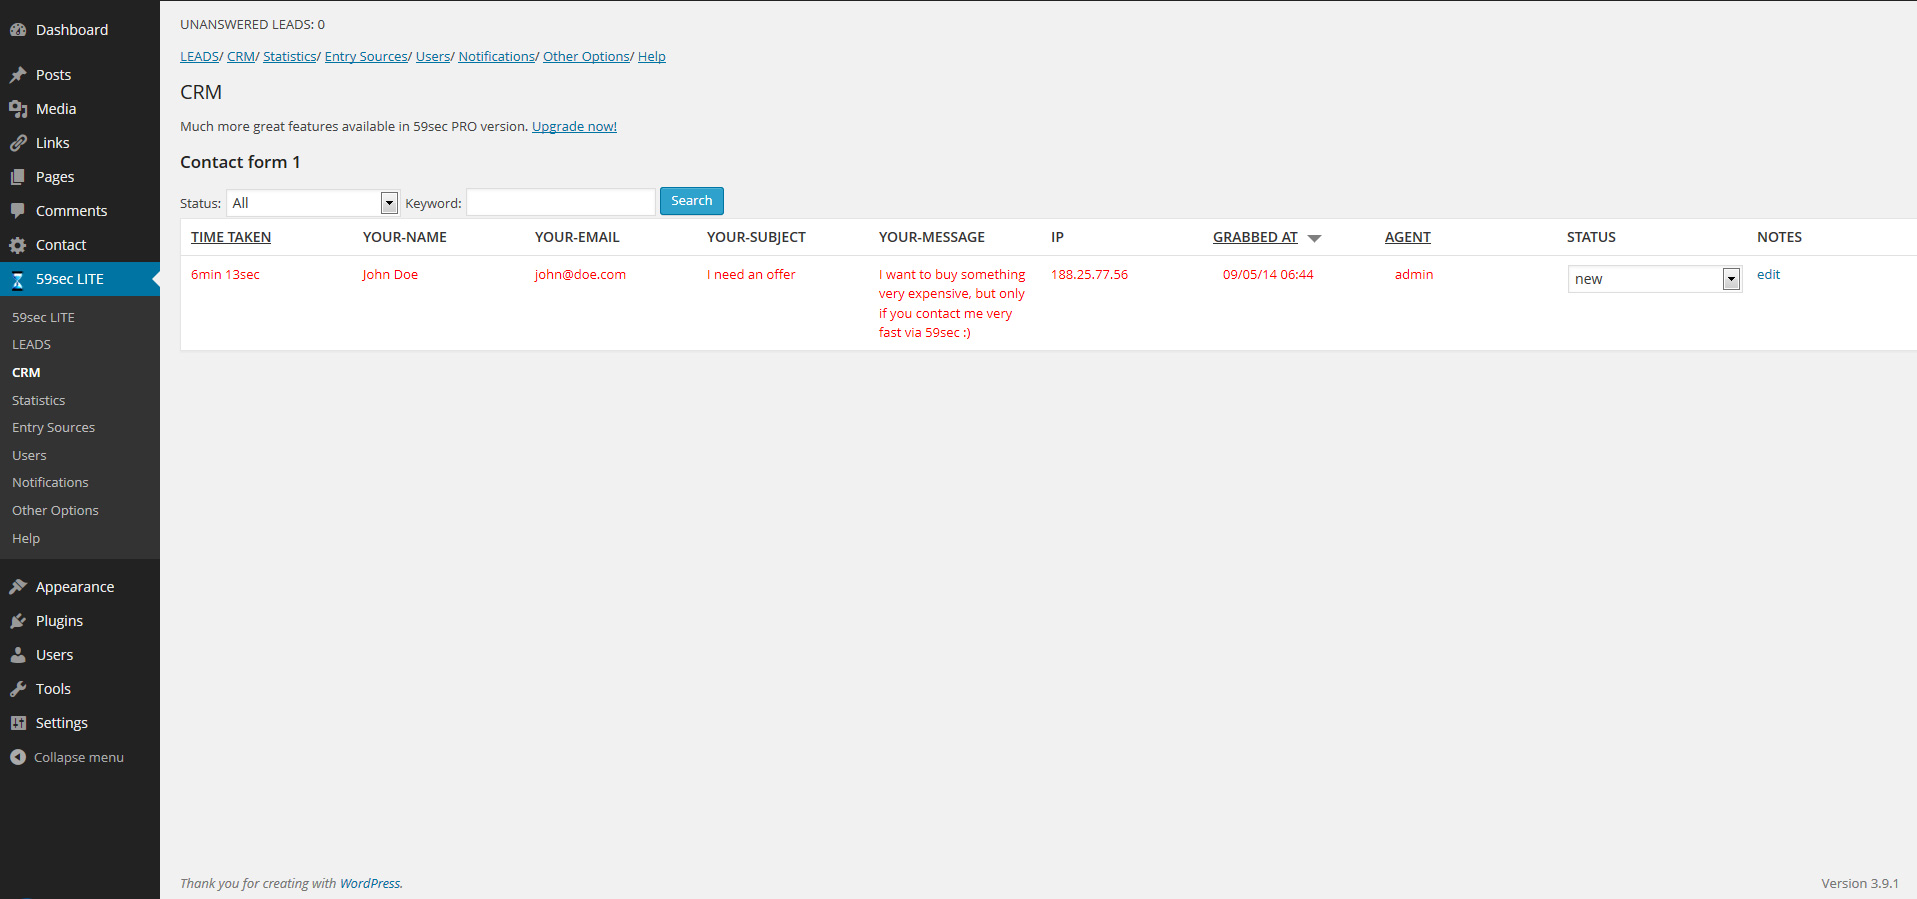 Dashboard
Posts
Media
Links
Pages
Comments
Contact
59sec LITE
59sec LITE
LEADS
CRM
Statistics
Entry Sources
Users
Notifications
Other Options
Help
Appearance
Plugins
Users
Tools
Settings
Collapse menu
UNANSWERED LEADS: 0
LEADS/ CRM/ Statistics/ Entry Sources/ Users/ Notifications/ Other Options/ Help
CRM
Much more great features available in 59sec PRO version. Upgrade now!
Contact form 1
Status: All Keyword: Search
TIME TAKEN YOUR-NAME YOUR-EMAIL YOUR-SUBJECT YOUR-MESSAGE IP GRABBED AT AGENT STATUS NOTES
6min 13sec John Doe john@doe.com I need an offer I want to buy something 188.25.77.56 09/05/14 06:44 admin new edit
very expensive, but only
if you contact me very
fast via 59sec :)
Thank you for creating with WordPress.
Version 3.9.1